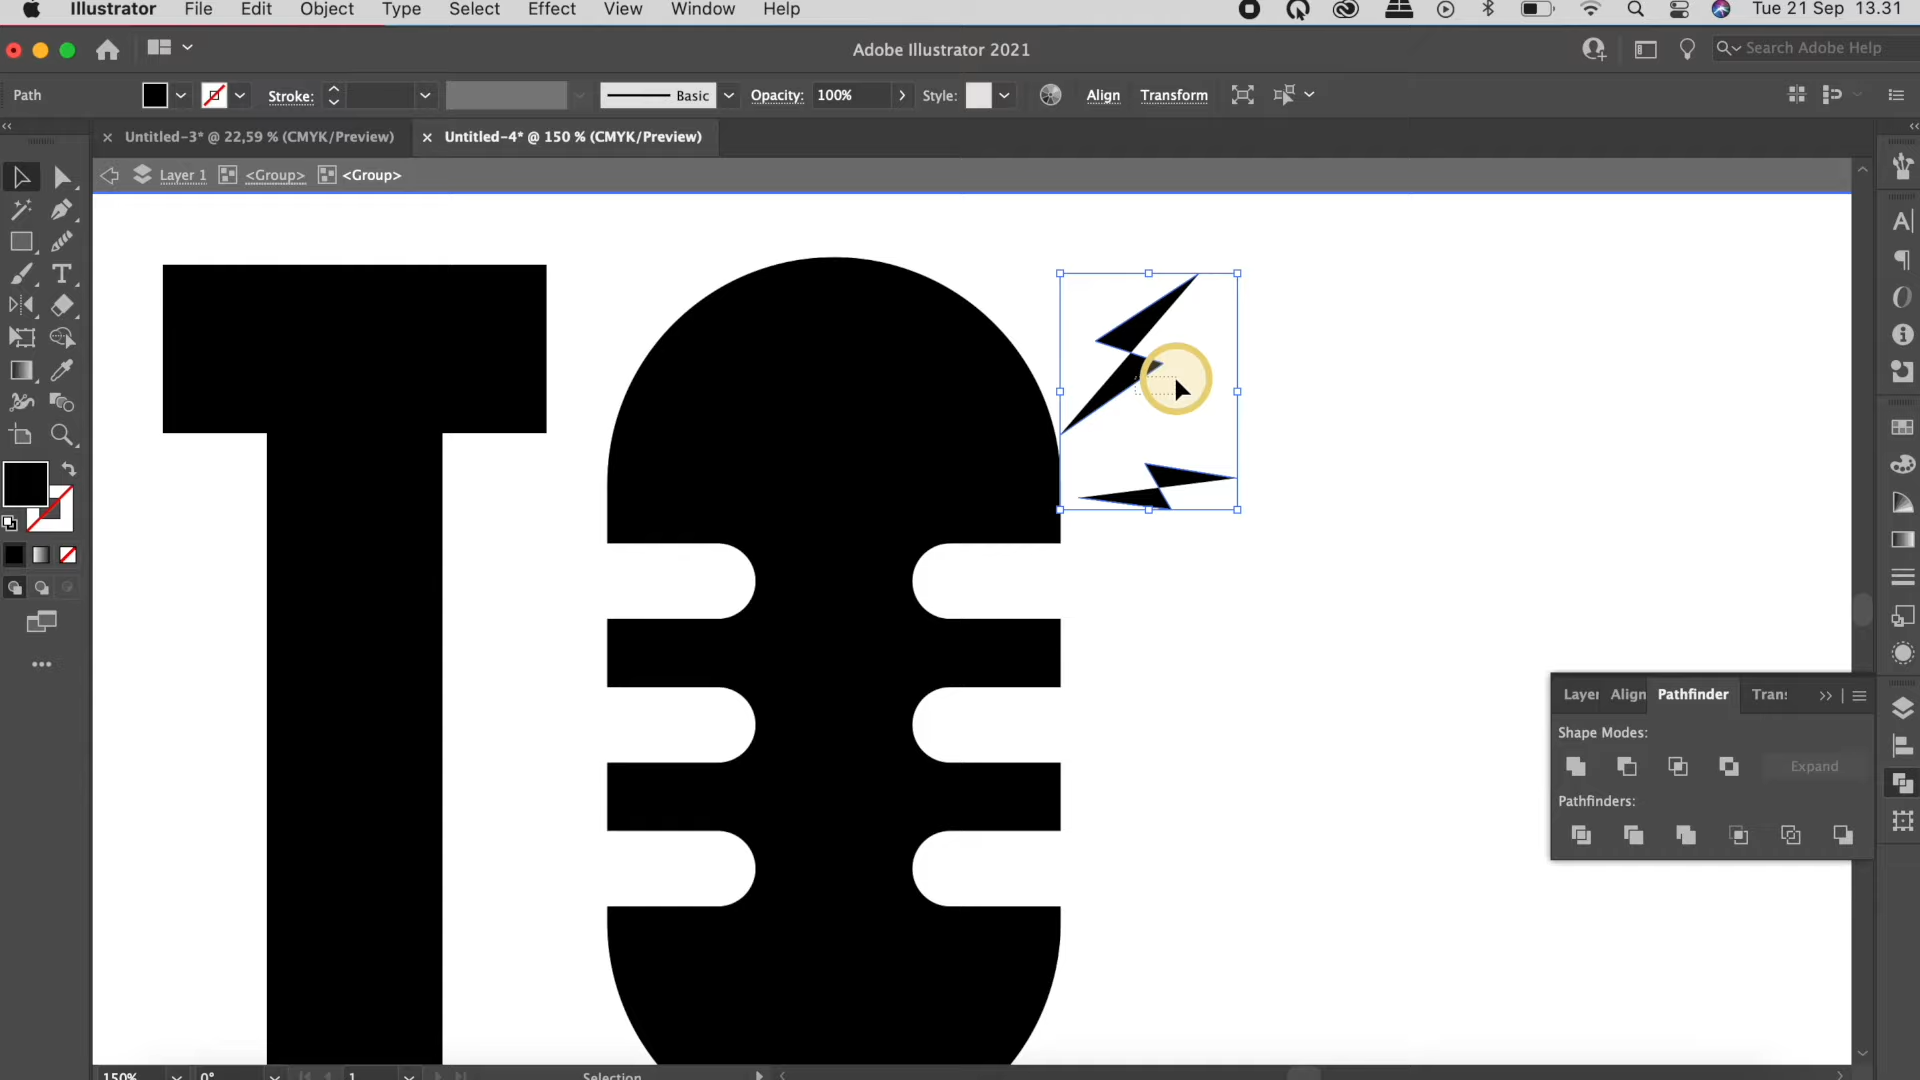 Illustrator File Edit Object Type Select Effect View Window Help Tue 21 Sep 13.31
Adobe Illustrator 2021
Search Adobe Help
Path Stroke: Basic Opacity: 100% Style: Align Transform
Untitled-3* @ 22,59 % (CMYK/Preview) Untitled-4* @ 150 % (CMYK/Preview)
Layer 1 <Group> <Group>
T
Layer Align Pathfinder Trans
Shape Modes:
Expand
Pathfinders:
150% 0° 1 Selection